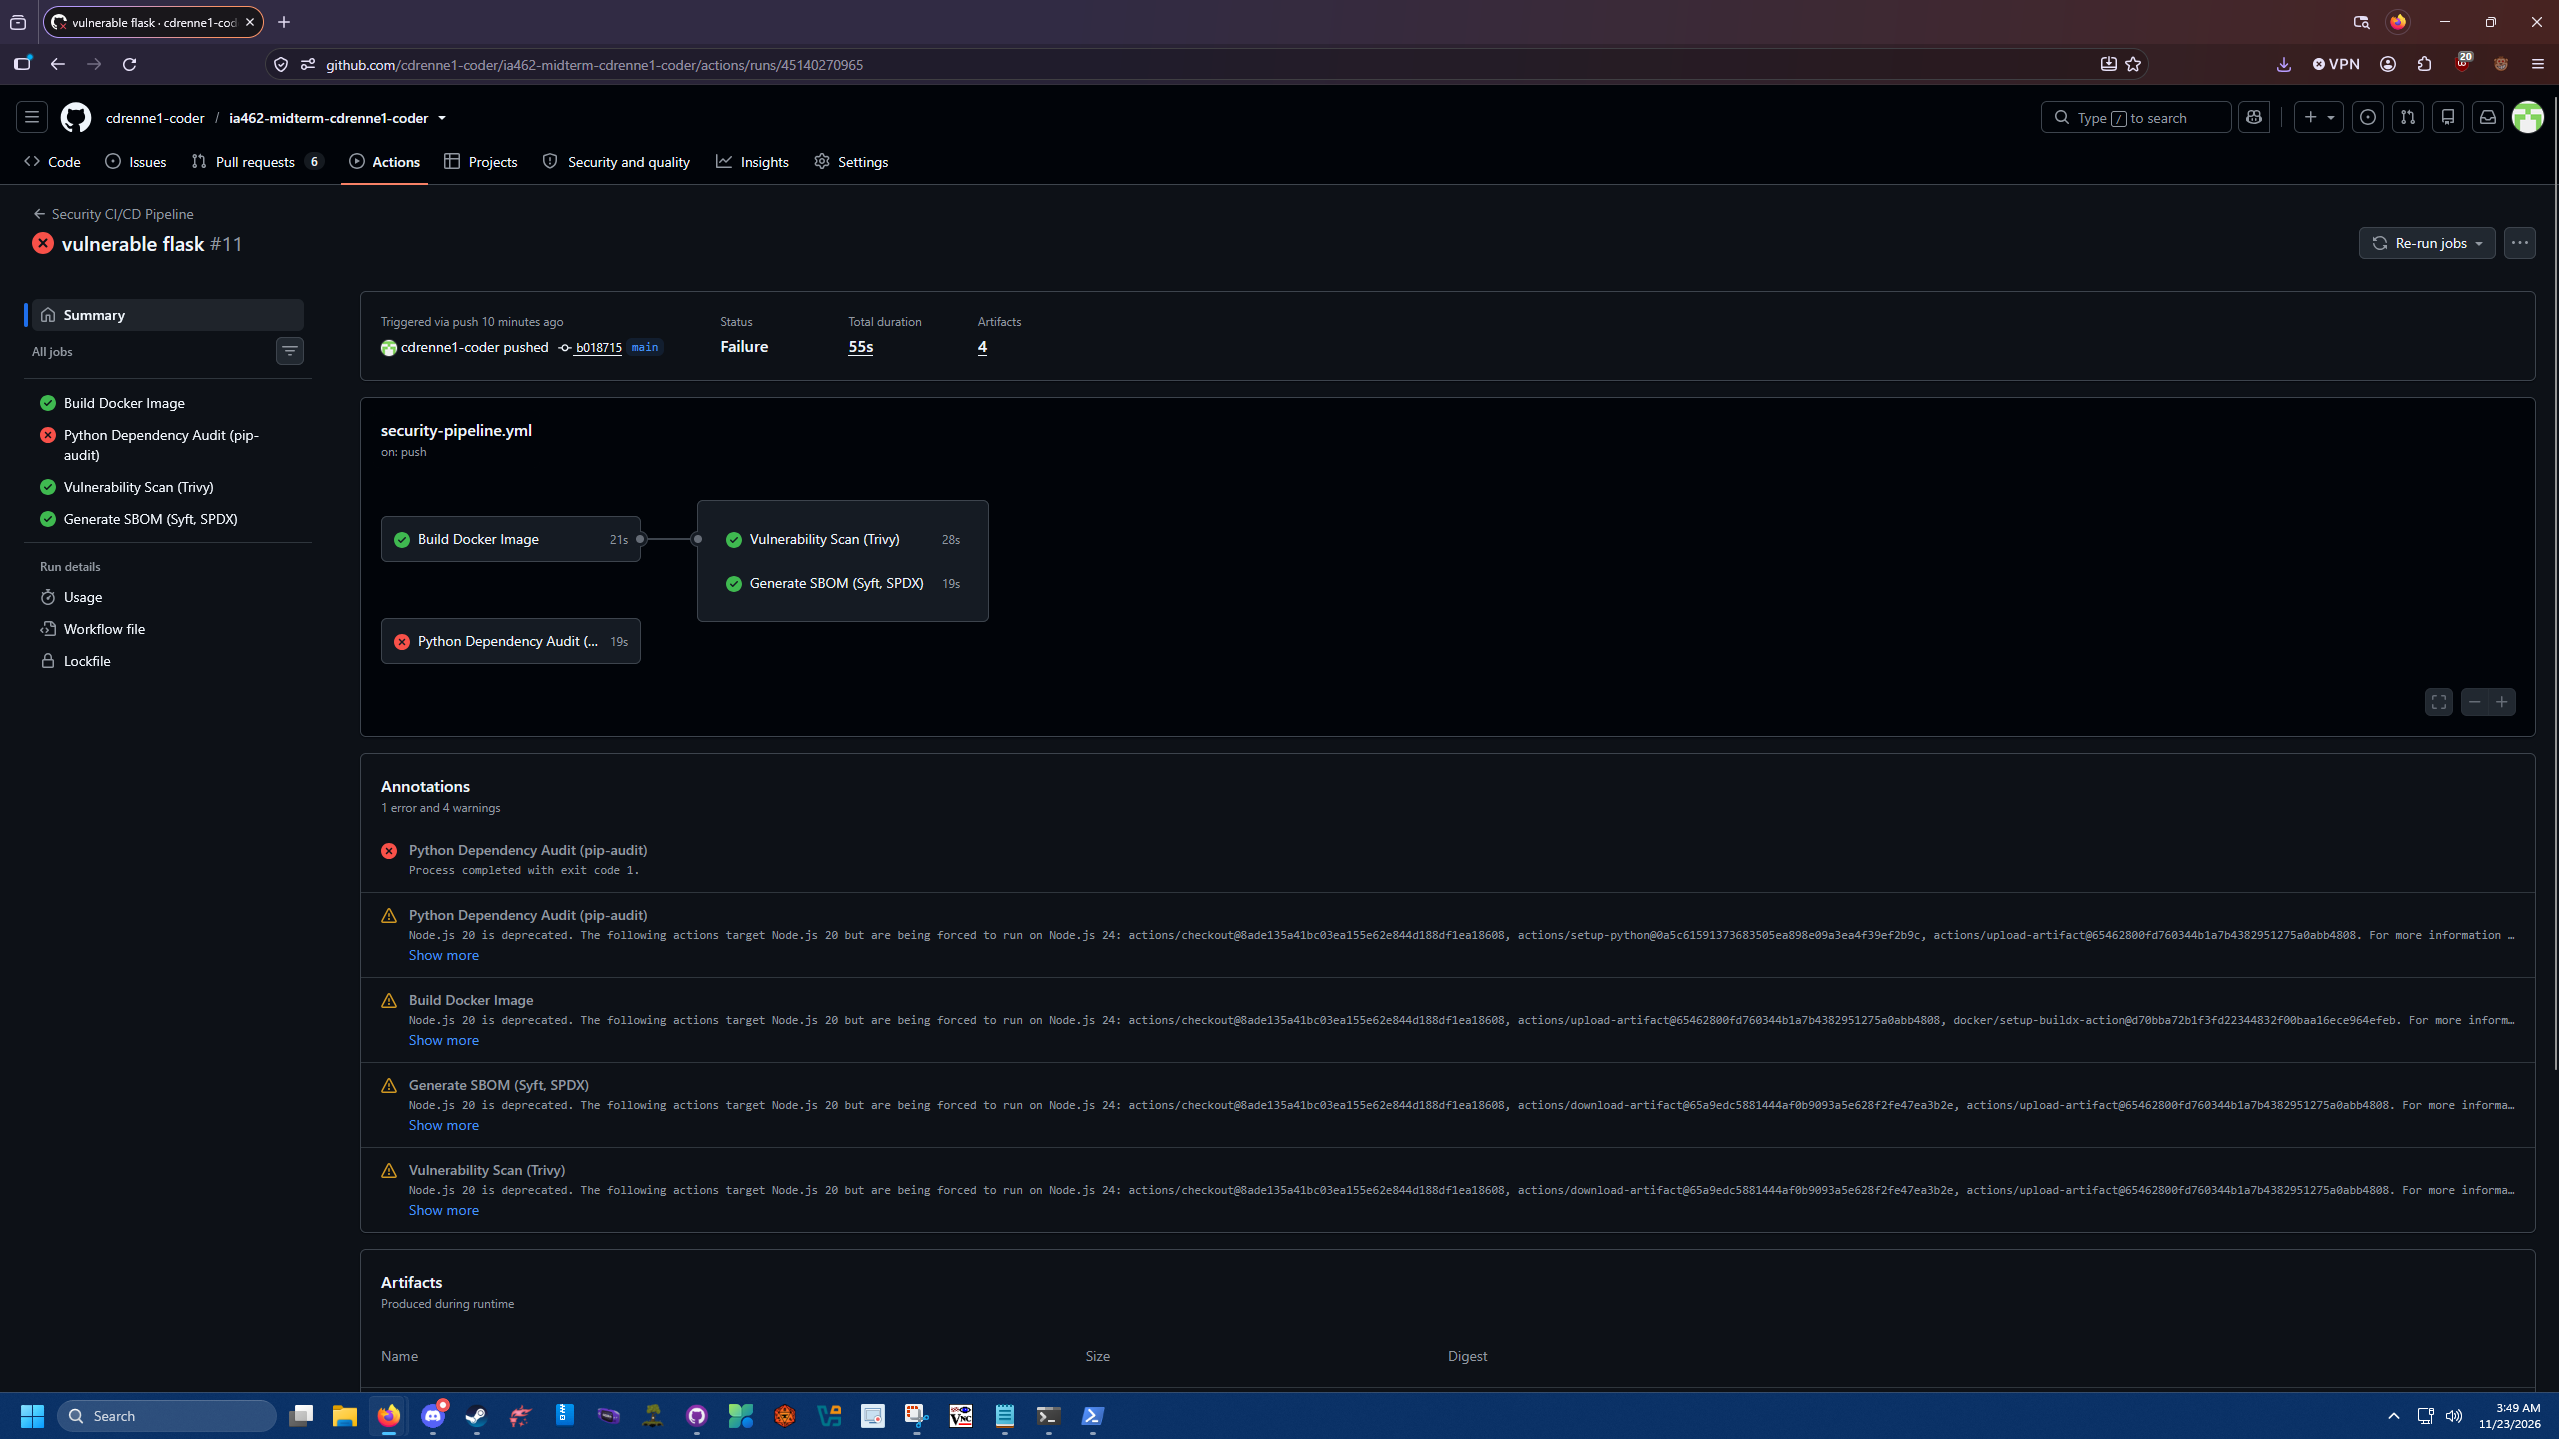 vulnerable flask · cdrenne1-cod
github.com/cdrenne1-coder/ia462-midterm-cdrenne1-coder/actions/runs/45140270965
VPN
20
cdrenne1-coder / ia462-midterm-cdrenne1-coder
Type / to search
Code
Issues
Pull requests 6
Actions
Projects
Security and quality
Insights
Settings
Security CI/CD Pipeline
vulnerable flask #11
Re-run jobs
Summary
All jobs
Build Docker Image
Python Dependency Audit (pip-
audit)
Vulnerability Scan (Trivy)
Generate SBOM (Syft, SPDX)
Run details
Usage
Workflow file
Lockfile
Triggered via push 10 minutes ago
cdrenne1-coder pushed b018715 main
Status
Failure
Total duration
55s
Artifacts
4
security-pipeline.yml
on: push
Build Docker Image 21s
Vulnerability Scan (Trivy) 28s
Generate SBOM (Syft, SPDX) 19s
Python Dependency Audit (... 19s
Annotations
1 error and 4 warnings
Python Dependency Audit (pip-audit)
Process completed with exit code 1.
Python Dependency Audit (pip-audit)
Node.js 20 is deprecated. The following actions target Node.js 20 but are being forced to run on Node.js 24: actions/checkout@8ade135a41bc03ea155e62e844d188df1ea18608, actions/setup-python@0a5c61591373683505ea898e09a3ea4f39ef2b9c, actions/upload-artifact@65462800fd760344b1a7b4382951275a0abb4808. For more information …
Show more
Build Docker Image
Node.js 20 is deprecated. The following actions target Node.js 20 but are being forced to run on Node.js 24: actions/checkout@8ade135a41bc03ea155e62e844d188df1ea18608, actions/upload-artifact@65462800fd760344b1a7b4382951275a0abb4808, docker/setup-buildx-action@d70bba72b1f3fd22344832f00baa16ece964efeb. For more inform…
Show more
Generate SBOM (Syft, SPDX)
Node.js 20 is deprecated. The following actions target Node.js 20 but are being forced to run on Node.js 24: actions/checkout@8ade135a41bc03ea155e62e844d188df1ea18608, actions/download-artifact@65a9edc5881444af0b9093a5e628f2fe47ea3b2e, actions/upload-artifact@65462800fd760344b1a7b4382951275a0abb4808. For more informa…
Show more
Vulnerability Scan (Trivy)
Node.js 20 is deprecated. The following actions target Node.js 20 but are being forced to run on Node.js 24: actions/checkout@8ade135a41bc03ea155e62e844d188df1ea18608, actions/download-artifact@65a9edc5881444af0b9093a5e628f2fe47ea3b2e, actions/upload-artifact@65462800fd760344b1a7b4382951275a0abb4808. For more informa…
Show more
Artifacts
Produced during runtime
Name
Size
Digest
Search
VNC
3:49 AM
11/23/2026